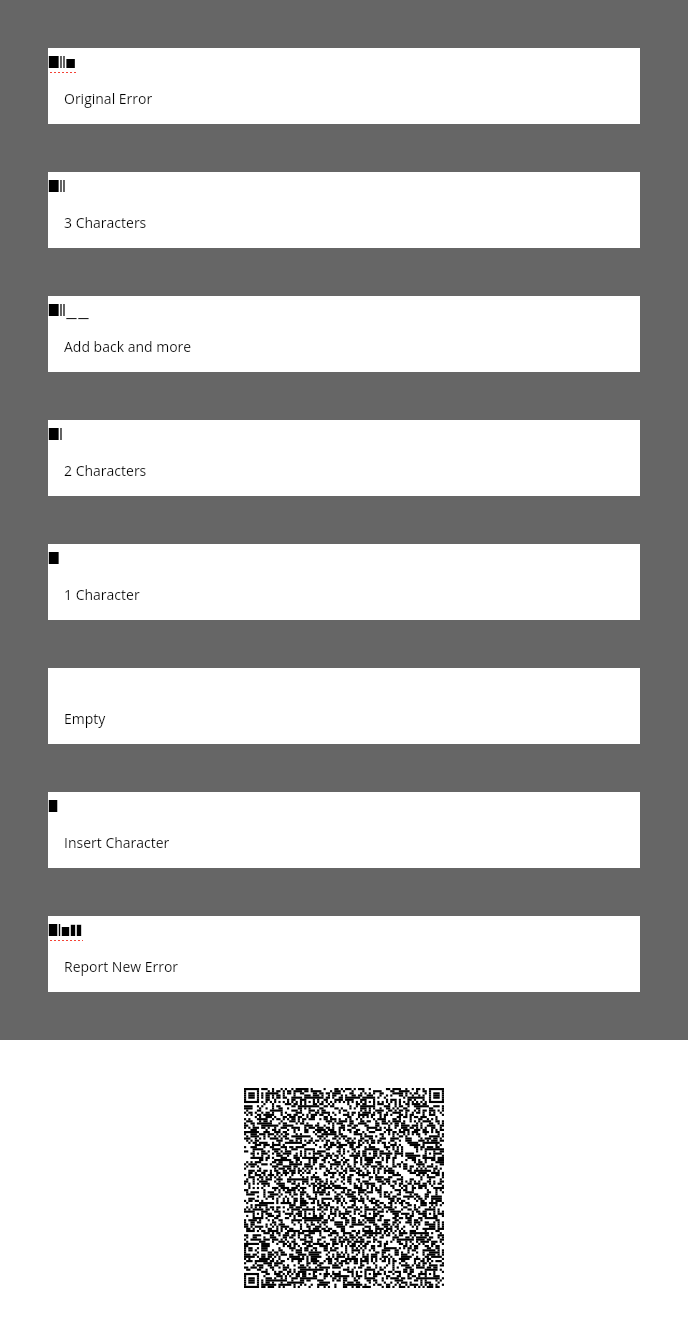 Original Error
3 Characters
Add back and more
2 Characters
1 Character
Empty
Insert Character
Report New Error